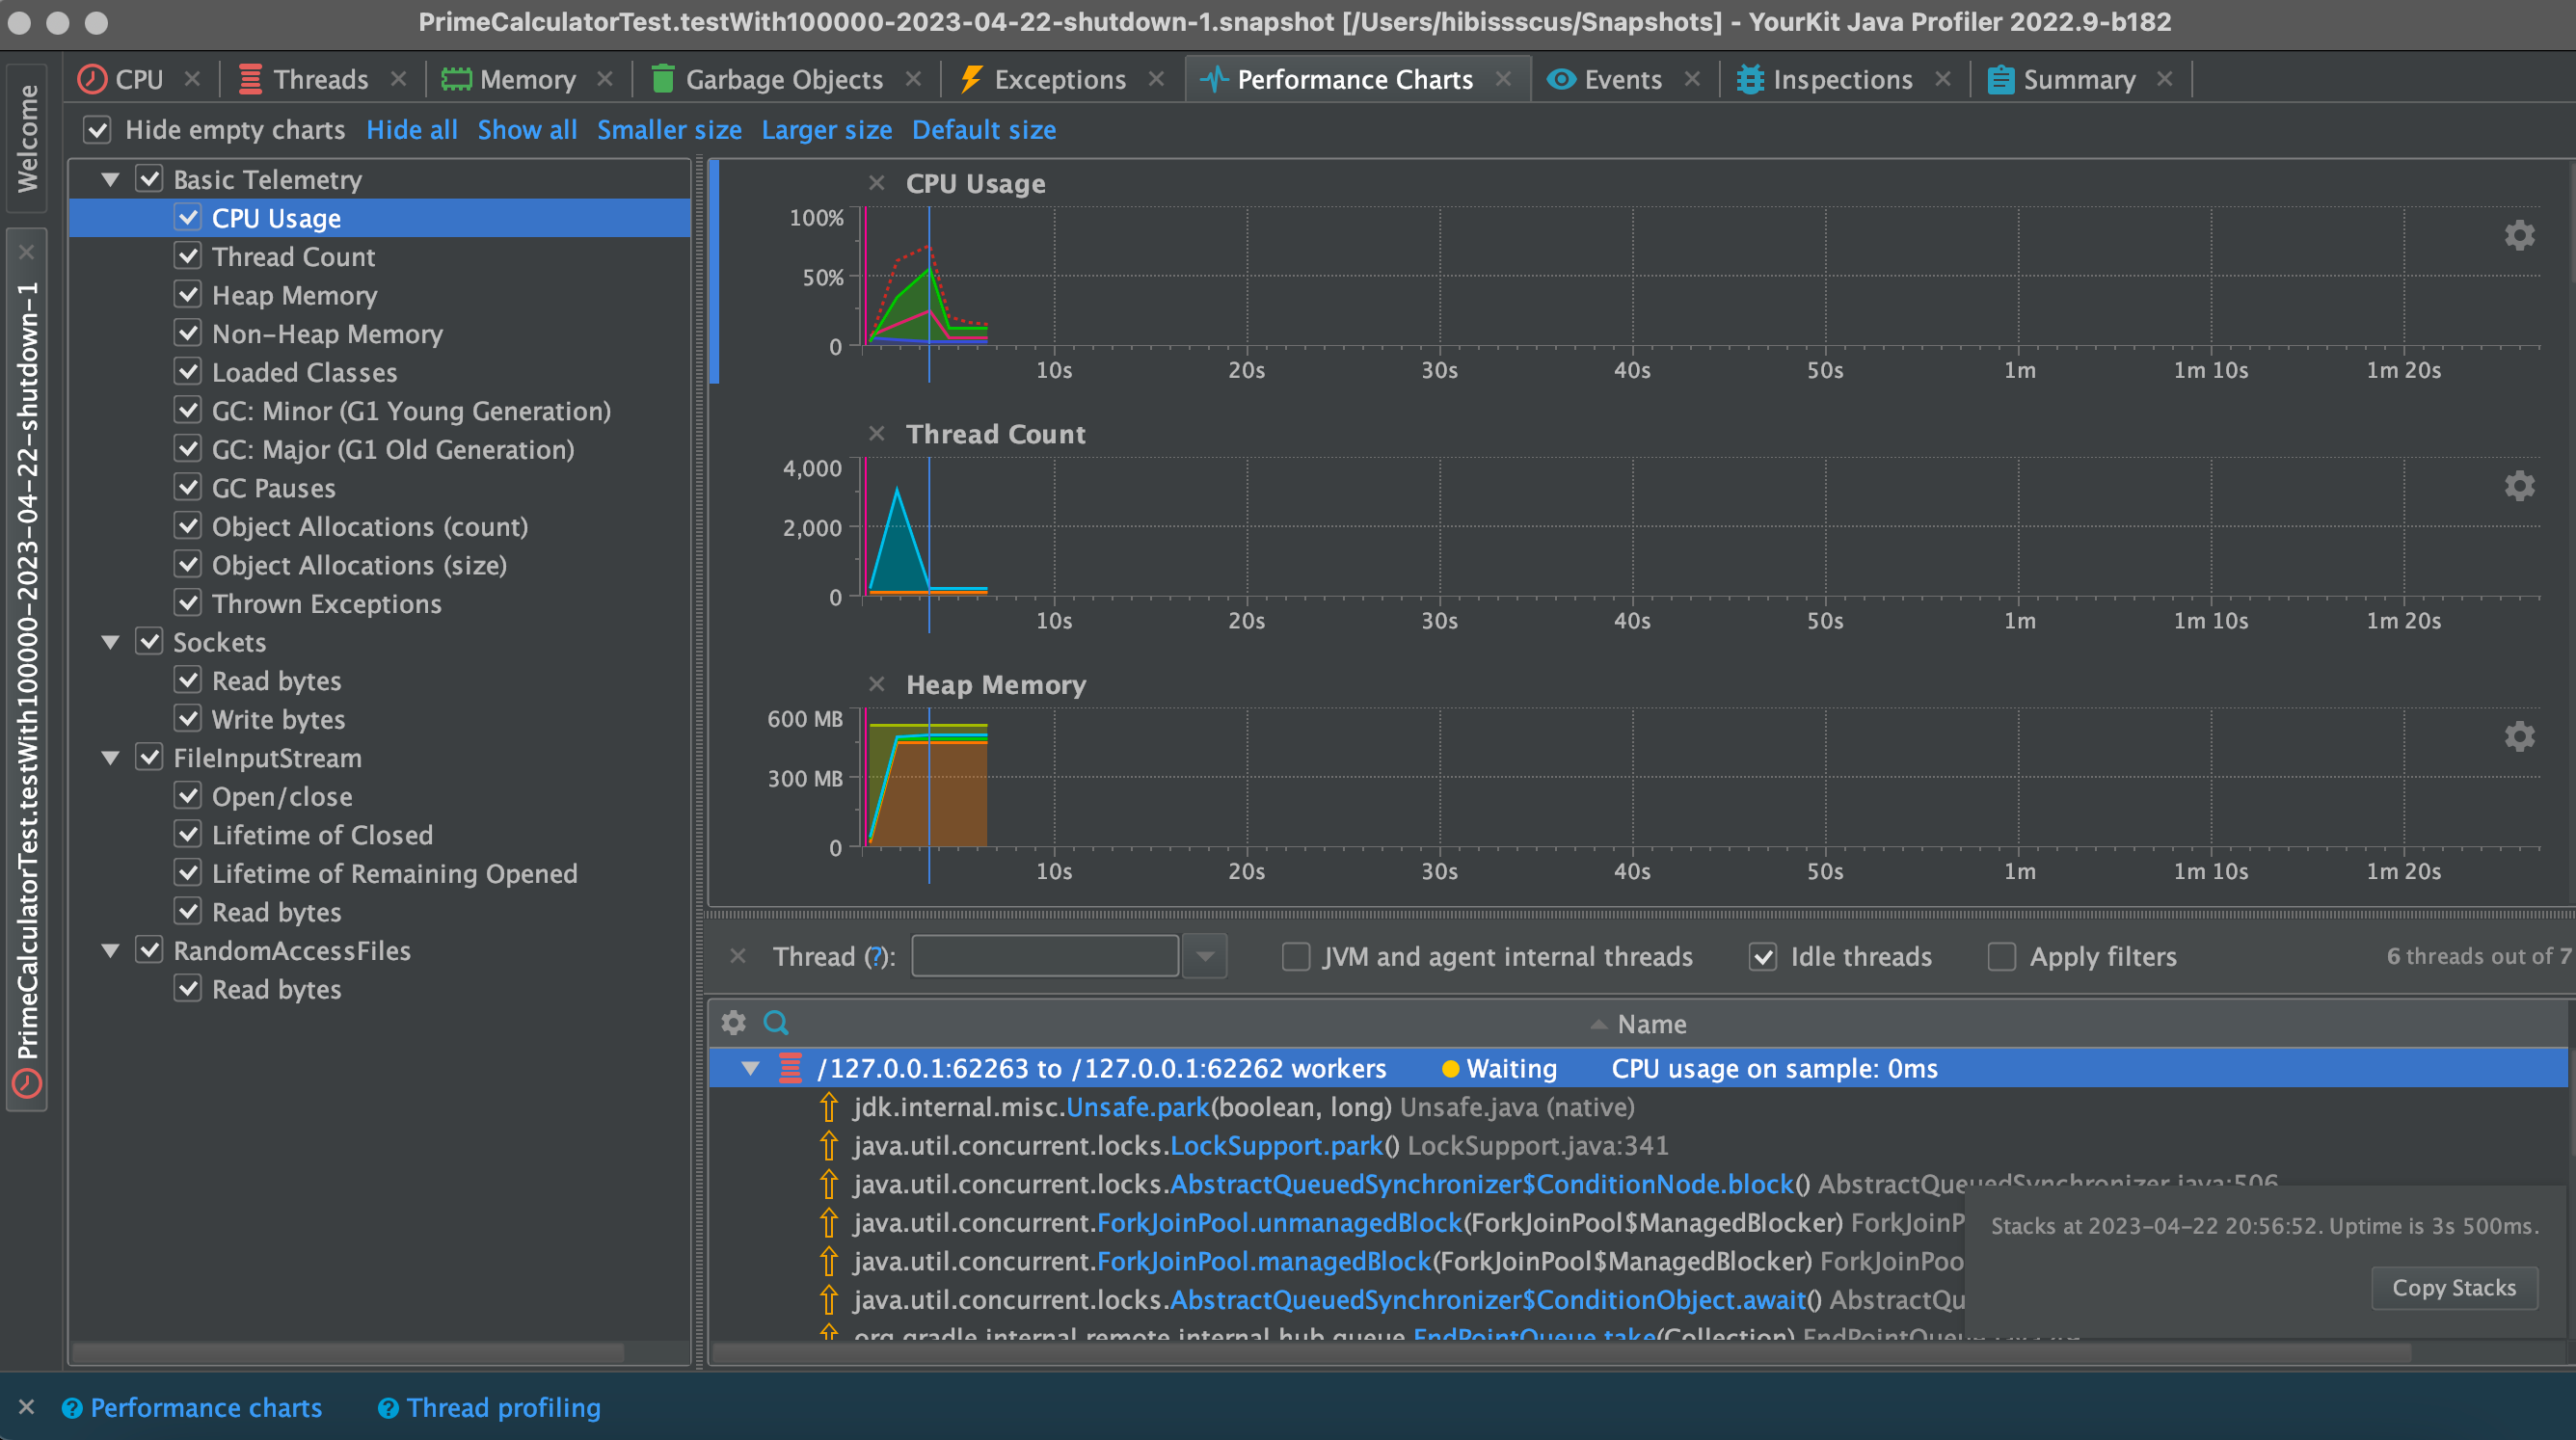 PrimeCalculatorTest.testWith100000-2023-04-22-shutdown-1.snapshot [/Users/hibissscus/Snapshots] - YourKit Java Profiler 2022.9-b182
Welcome
PrimeCalculatorTest.testWith100000-2023-04-22-shutdown-1
CPU
Threads
Memory
Garbage Objects
Exceptions
Performance Charts
Events
Inspections
Summary
Hide empty charts Hide all Show all Smaller size Larger size Default size
Basic Telemetry
CPU Usage
Thread Count
Heap Memory
Non-Heap Memory
Loaded Classes
GC: Minor (G1 Young Generation)
GC: Major (G1 Old Generation)
GC Pauses
Object Allocations (count)
Object Allocations (size)
Thrown Exceptions
Sockets
Read bytes
Write bytes
FileInputStream
Open/close
Lifetime of Closed
Lifetime of Remaining Opened
Read bytes
RandomAccessFiles
Read bytes
CPU Usage
100%
50%
0
10s 20s 30s 40s 50s 1m 1m 10s 1m 20s
Thread Count
4,000
2,000
0
10s 20s 30s 40s 50s 1m 1m 10s 1m 20s
Heap Memory
600 MB
300 MB
0
10s 20s 30s 40s 50s 1m 1m 10s 1m 20s
Thread (?): JVM and agent internal threads Idle threads Apply filters 6 threads out of 7
Name
/127.0.0.1:62263 to /127.0.0.1:62262 workers Waiting CPU usage on sample: 0ms
jdk.internal.misc.Unsafe.park(boolean, long) Unsafe.java (native)
java.util.concurrent.locks.LockSupport.park() LockSupport.java:341
java.util.concurrent.locks.AbstractQueuedSynchronizer$ConditionNode.block() AbstractQueuedSynchronizer.java:506
java.util.concurrent.ForkJoinPool.unmanagedBlock(ForkJoinPool$ManagedBlocker) ForkJoinP
java.util.concurrent.ForkJoinPool.managedBlock(ForkJoinPool$ManagedBlocker) ForkJoinPoo
java.util.concurrent.locks.AbstractQueuedSynchronizer$ConditionObject.await() AbstractQu
org.gradle.internal.remote.internal.hub.queue.EndPointQueue.take(Collection)
Stacks at 2023-04-22 20:56:52. Uptime is 3s 500ms.
Copy Stacks
Performance charts
Thread profiling